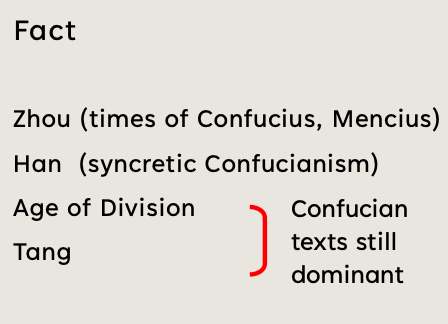 Fact
Zhou (times of Confucius, Mencius)
Han (syncretic Confucianism)
Age of Division
Tang
Confucian
texts still
dominant